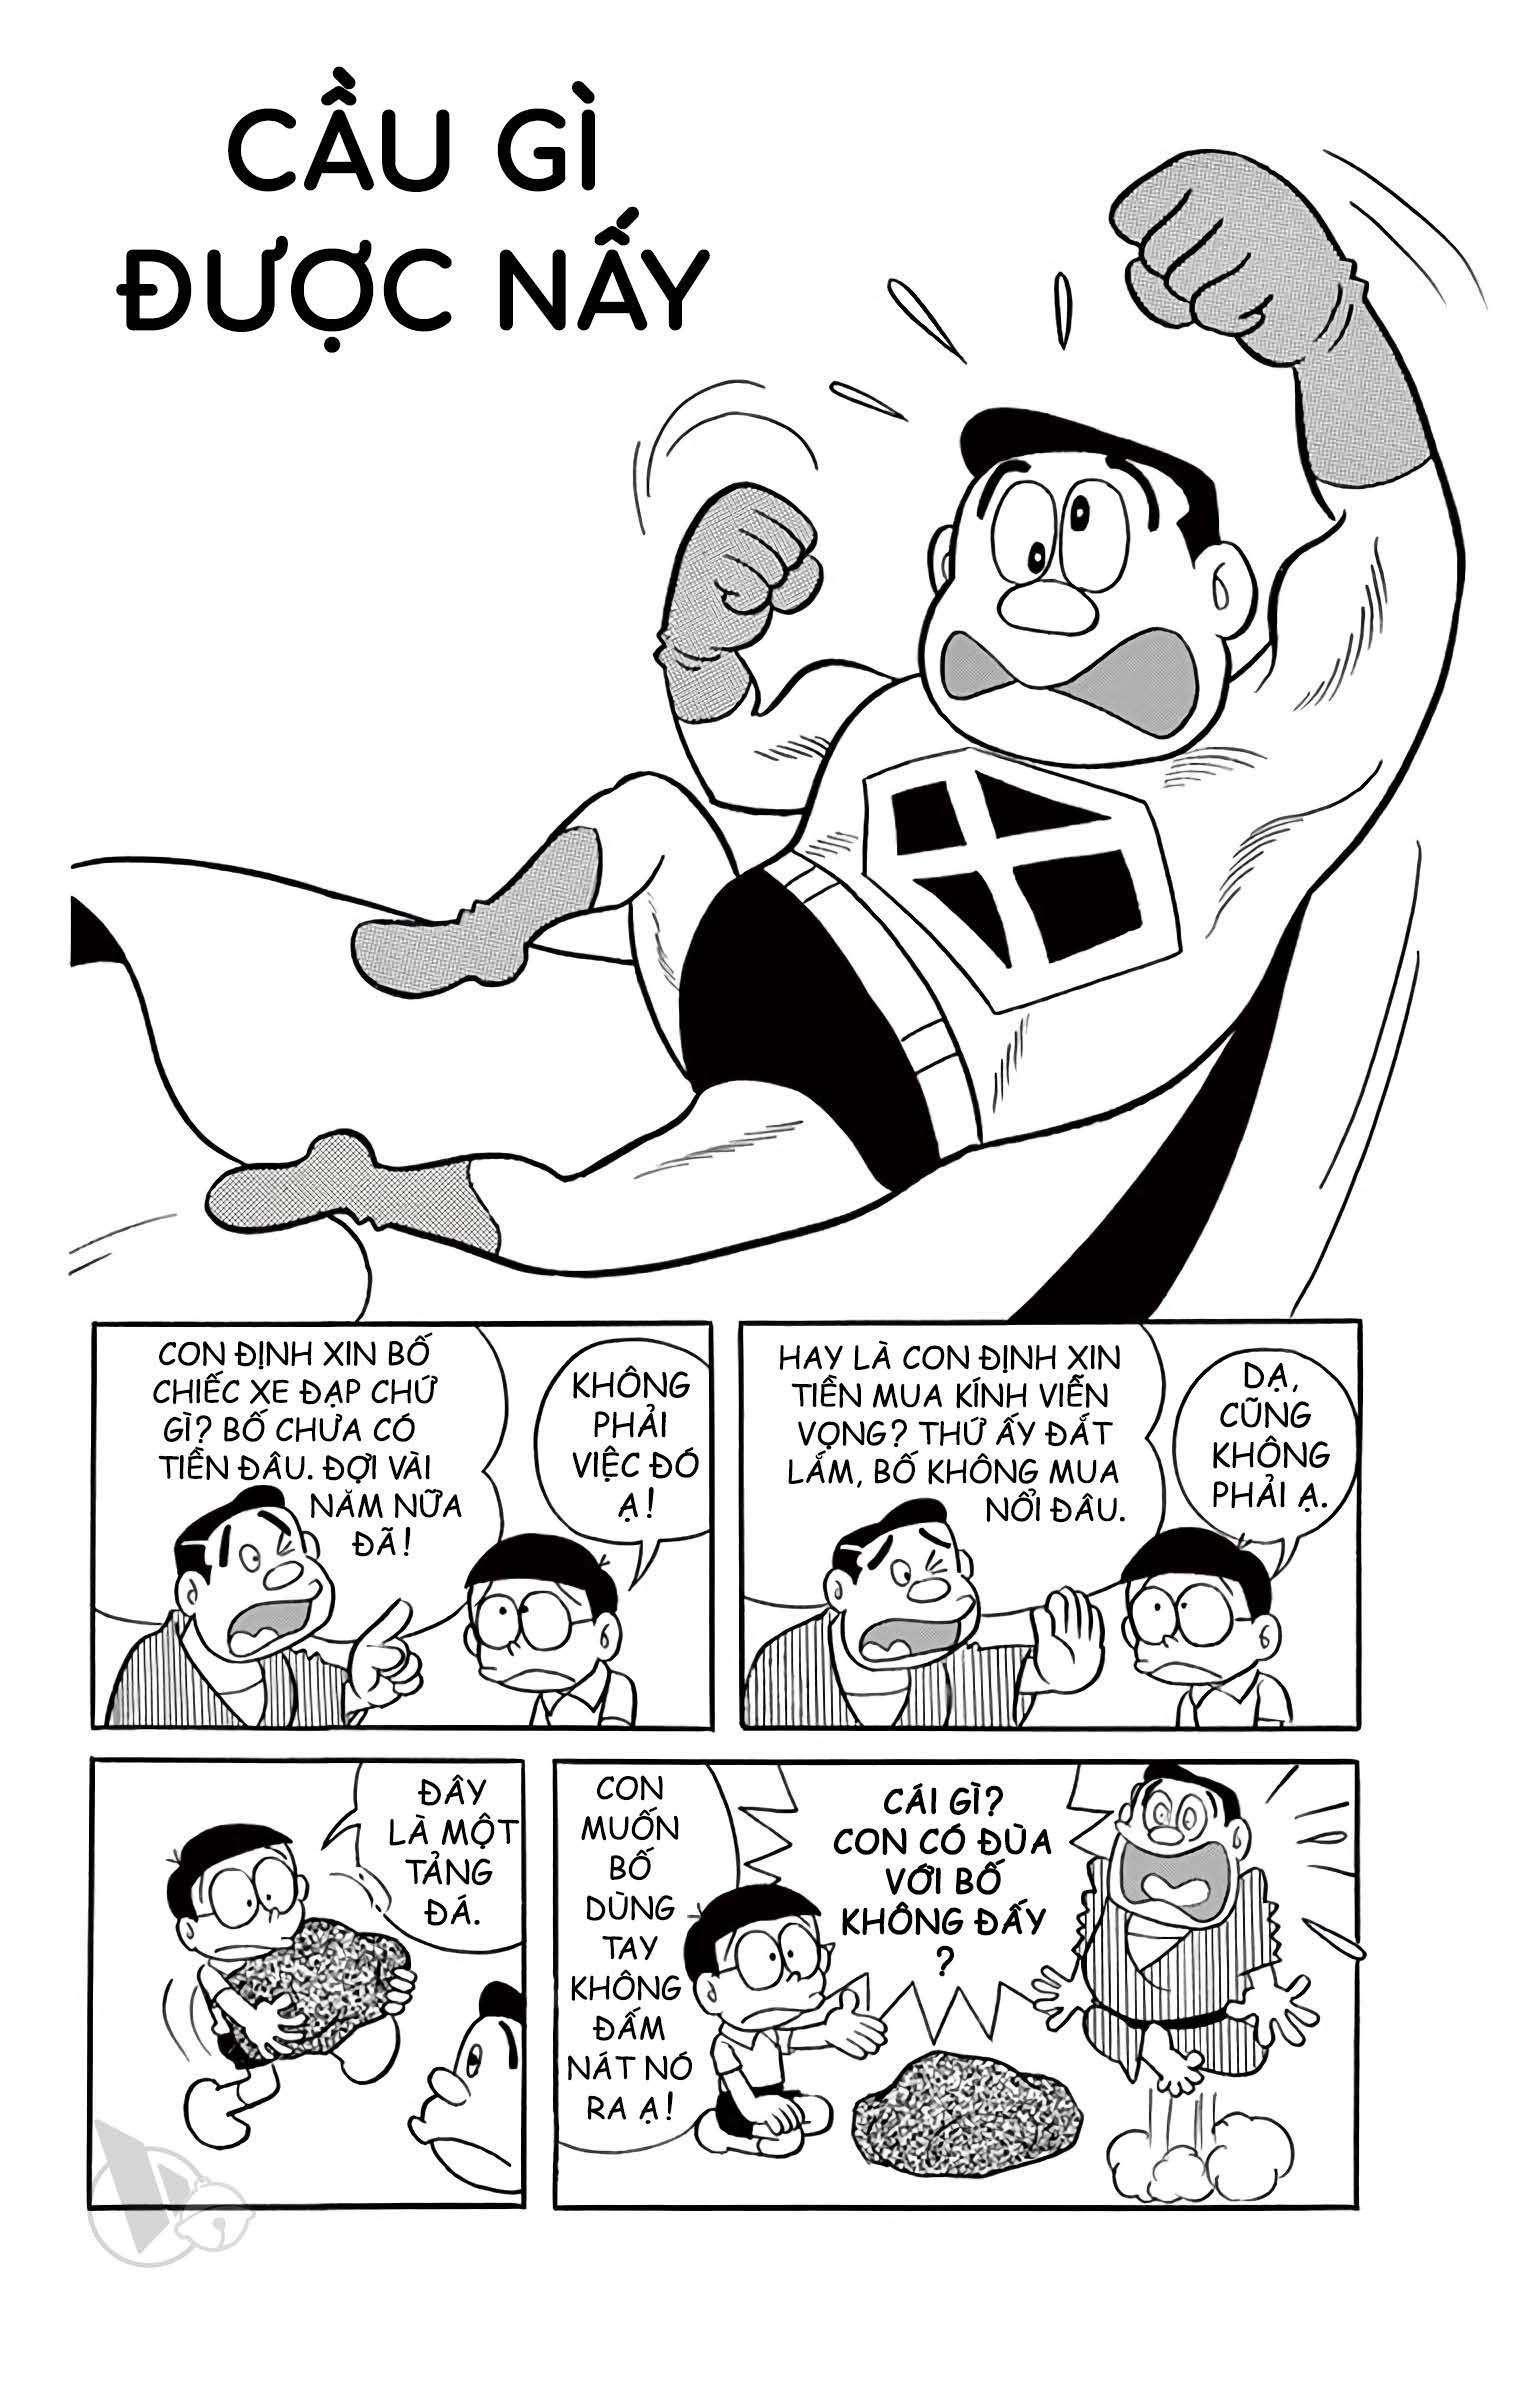 CẦU GÌ
ĐƯỢC NẤY
CON ĐỊNH XIN BỐ
CHIẾC XE ĐẠP CHỨ
GÌ? BỐ CHƯA CÓ
TIỀN ĐÂU. ĐỢI VÀI
NĂM NỮA
ĐÃ!
KHÔNG
PHẢI
VIỆC ĐÓ
Ạ!
HAY LÀ CON ĐỊNH XIN
TIỀN MUA KÍNH VIỄN
VỌNG? THỨ ẤY ĐẮT
LẮM, BỐ KHÔNG MUA
NỔI ĐÂU.
DẠ,
CŨNG
KHÔNG
PHẢI Ạ.
ĐÂY
LÀ MỘT
TẢNG
ĐÁ.
CON
MUỐN
BỐ
DÙNG
TAY
KHÔNG
ĐẤM
NÁT NÓ
RA Ạ!
CÁI GÌ?
CON CÓ ĐÙA
VỚI BỐ
KHÔNG ĐẤY
?